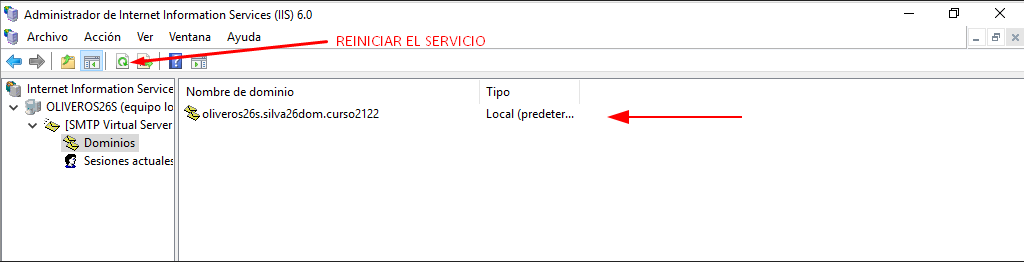 Administrador de Internet Information Services (IIS) 6.0
Archivo Acción Ver Ventana Ayuda
REINICIAR EL SERVICIO
Internet Information Service
OLIVEROS26S (equipo lo
[SMTP Virtual Server
Dominios
Sesiones actuales
Nombre de dominio Tipo
oliveros26s.silva26dom.curso2122 Local (predeter...